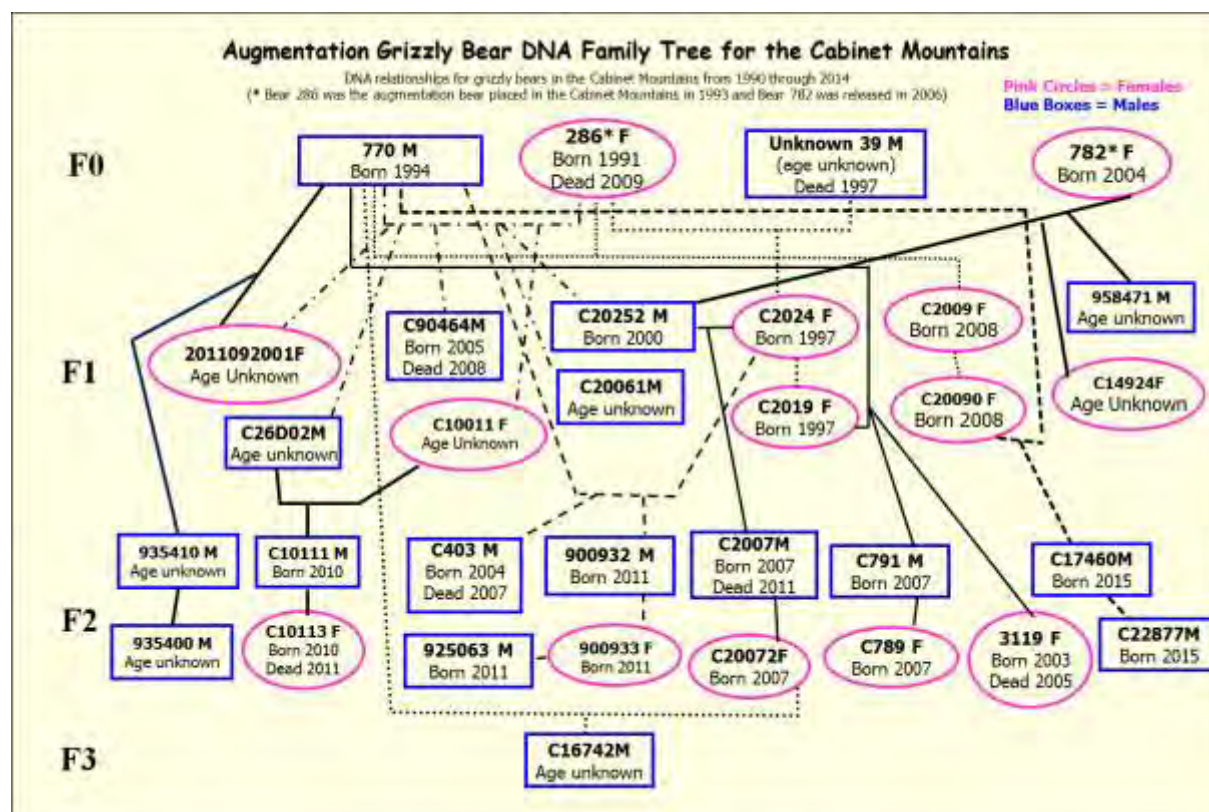 Augmentation Grizzly Bear DNA Family Tree for the Cabinet Mountains
DNA relationships for grizzly bears in the Cabinet Mountains from 1990 through 2014
(* Bear 286 was the augmentation bear placed in the Cabinet Mountains in 1993 and Bear 782 was released in 2006)
Pink Circles = Females
Blue Boxes = Males
F0
770 M
Born 1994
286* F
Born 1991
Dead 2009
Unknown 39 M
(age unknown)
Dead 1997
782* F
Born 2004
F1
2011092001F
Age Unknown
C90464M
Born 2005
Dead 2008
C20252 M
Born 2000
C2024 F
Born 1997
C2009 F
Born 2008
958471 M
Age unknown
C26D02M
Age unknown
C10011 F
Age Unknown
C20061M
Age unknown
C2019 F
Born 1997
C20090 F
Born 2008
C14924F
Age Unknown
F2
935410 M
Age unknown
C10111 M
Born 2010
C403 M
Born 2004
Dead 2007
900932 M
Born 2011
C2007M
Born 2007
Dead 2011
C791 M
Born 2007
C17460M
Born 2015
935400 M
Age unknown
C10113 F
Born 2010
Dead 2011
925063 M
Born 2011
900933 F
Born 2011
C20072F
Born 2007
C789 F
Born 2007
3119 F
Born 2003
Dead 2005
C22877M
Born 2015
F3
C16742M
Age unknown